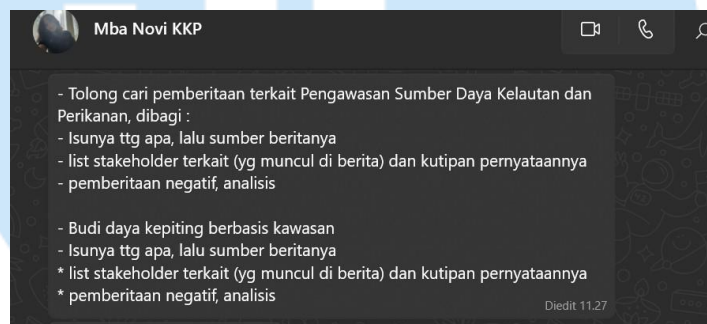 Mba Novi KKP
- Tolong cari pemberitaan terkait Pengawasan Sumber Daya Kelautan dan
Perikanan, dibagi :
- Isunya ttg apa, lalu sumber beritanya
- list stakeholder terkait (yg muncul di berita) dan kutipan pernyataannya
- pemberitaan negatif, analisis
- Budi daya kepiting berbasis kawasan
- Isunya ttg apa, lalu sumber beritanya
* list stakeholder terkait (yg muncul di berita) dan kutipan pernyataannya
* pemberitaan negatif, analisis
Diedit 11.27